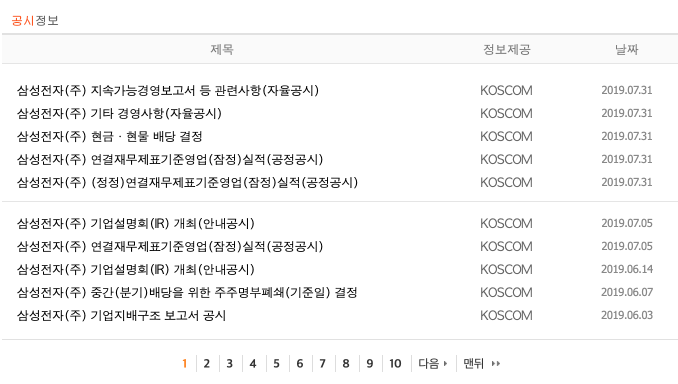 공시정보
제목 정보제공 날짜
삼성전자(주) 지속가능경영보고서 등 관련사항(자율공시) KOSCOM 2019.07.31
삼성전자(주) 기타 경영사항(자율공시) KOSCOM 2019.07.31
삼성전자(주) 현금 · 현물 배당 결정 KOSCOM 2019.07.31
삼성전자(주) 연결재무제표기준영업(잠정)실적(공정공시) KOSCOM 2019.07.31
삼성전자(주) (정정)연결재무제표기준영업(잠정)실적(공정공시) KOSCOM 2019.07.31
삼성전자(주) 기업설명회(IR) 개최(안내공시) KOSCOM 2019.07.05
삼성전자(주) 연결재무제표기준영업(잠정)실적(공정공시) KOSCOM 2019.07.05
삼성전자(주) 기업설명회(IR) 개최(안내공시) KOSCOM 2019.06.14
삼성전자(주) 중간(분기)배당을 위한 주주명부폐쇄(기준일) 결정 KOSCOM 2019.06.07
삼성전자(주) 기업지배구조 보고서 공시 KOSCOM 2019.06.03
1 2 3 4 5 6 7 8 9 10 다음 맨뒤